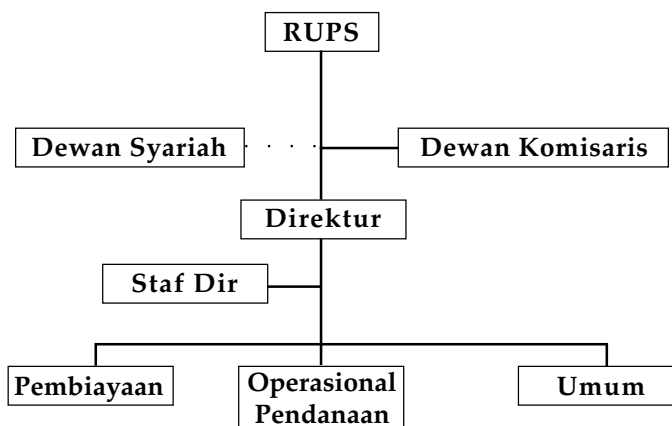 RUPS
Dewan Syariah
Dewan Komisaris
Direktur
Staf Dir
Pembiayaan
Operasional
Pendanaan
Umum